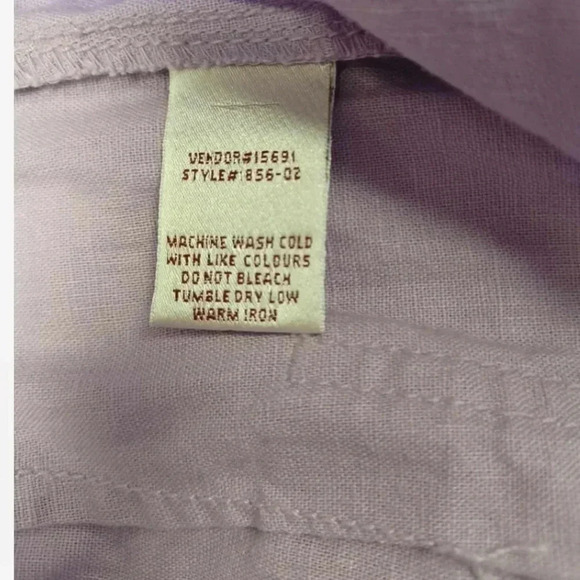 VENDOR#15691
STYLE#1856-02
MACHINE WASH COLD
WITH LIKE COLOURS
DO NOT BLEACH
TUMBLE DRY LOW
WARM IRON